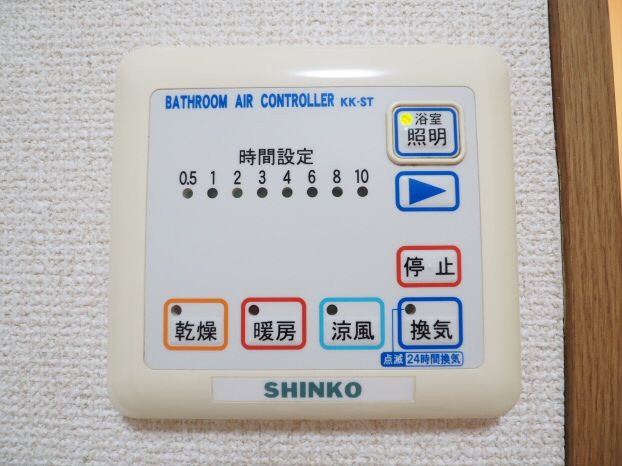 BATHROOM AIR CONTROLLER KK-ST
浴室
照明
時間設定
0.5 1 2 3 4 6 8 10
停止
乾燥 暖房 涼風 換気
点滅 24時間換気
SHINKO